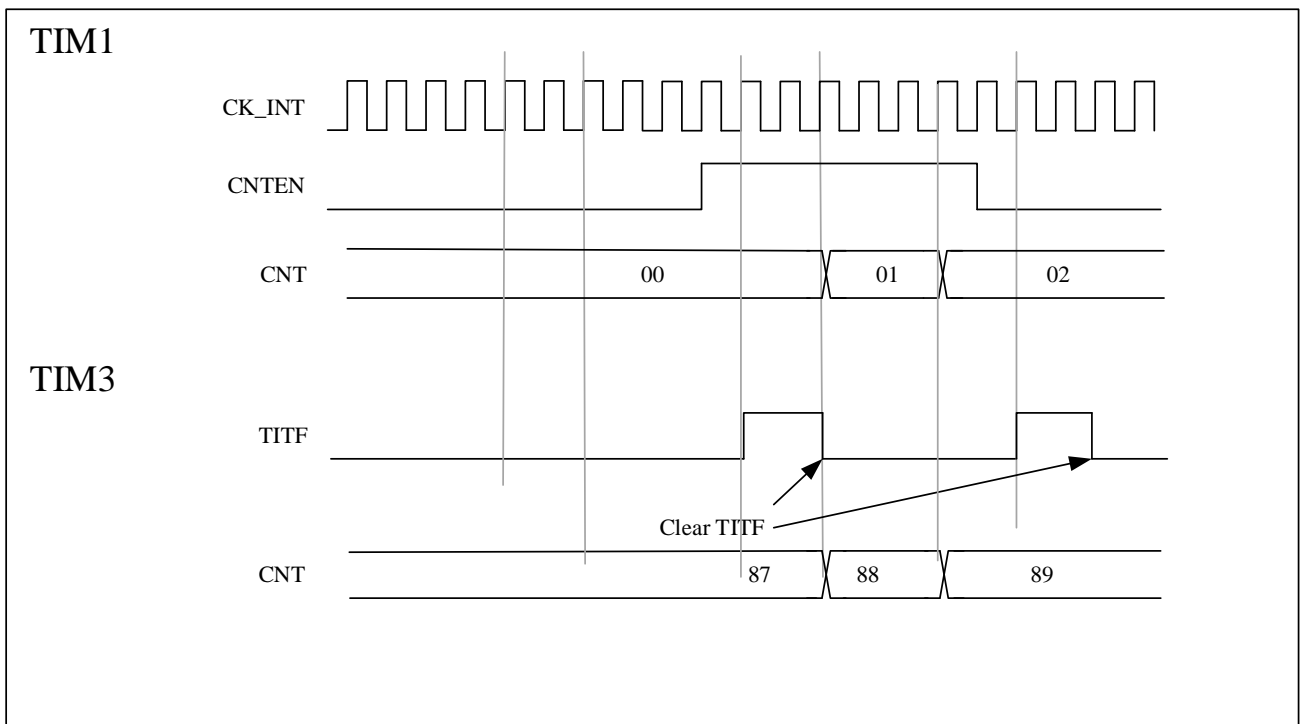 TIM1
CK_INT
CNTEN
CNT 00 01 02
TIM3
TITF
Clear TITF
CNT 87 88 89